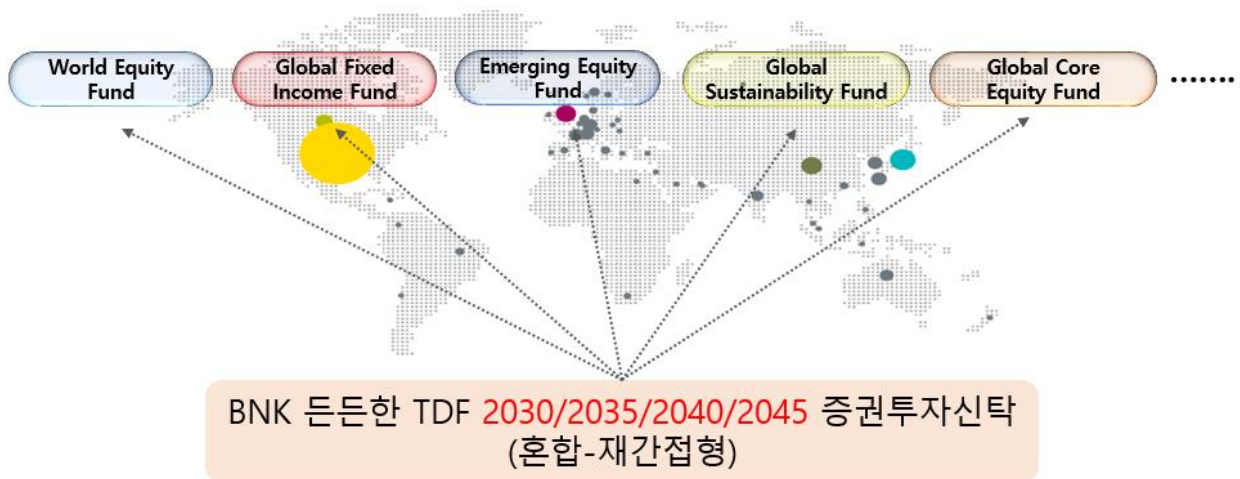 World Equity
Fund
Global Fixed
Income Fund
Emerging Equity
Fund
Global
Sustainability Fund
Global Core
Equity Fund
.......
BNK 든든한 TDF 2030/2035/2040/2045 증권투자신탁
(혼합-재간접형)